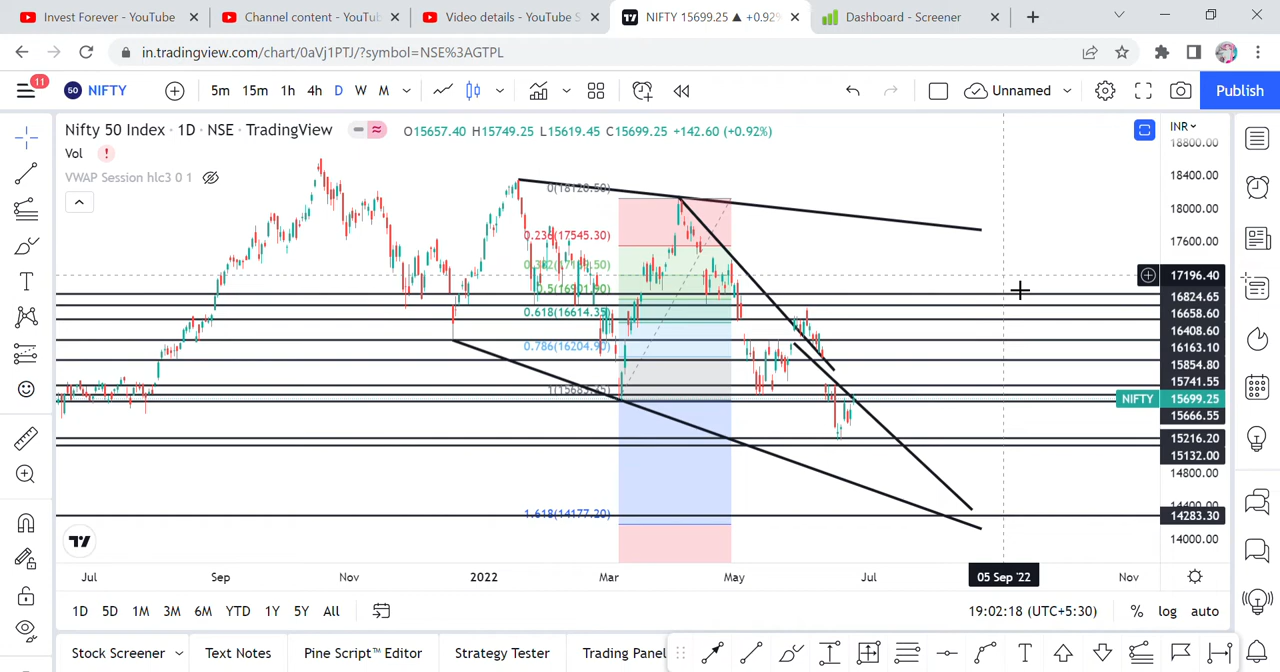 Invest Forever - YouTube
Channel content - YouTu
Video details - YouTube S
NIFTY 15699.25 ▲ +0.92%
Dashboard - Screener
in.tradingview.com/chart/0aVj1PTJ/?symbol=NSE%3AGTPL
11
50 NIFTY
5m 15m 1h 4h D W M
Unnamed
Publish
Nifty 50 Index · 1D · NSE · TradingView
O15657.40 H15749.25 L15619.45 C15699.25 +142.60 (+0.92%)
INR
Vol
VWAP Session hlc3 0 1
18800.00
18400.00
18000.00
17600.00
17196.40
16824.65
16658.60
16408.60
16163.10
15854.80
15741.55
NIFTY 15699.25
15666.55
15216.20
15132.00
14800.00
14400.00
14283.30
14000.00
0(18120.50)
0.236(17545.30)
0.5(16901.90)
0.618(16614.35)
0.786(16204.90)
1.618(14177.20)
Jul Sep Nov 2022 Mar May Jul 05 Sep '22 Nov
1D 5D 1M 3M 6M YTD 1Y 5Y All
19:02:18 (UTC+5:30)
% log auto
Stock Screener Text Notes Pine Script™ Editor Strategy Tester Trading Panel